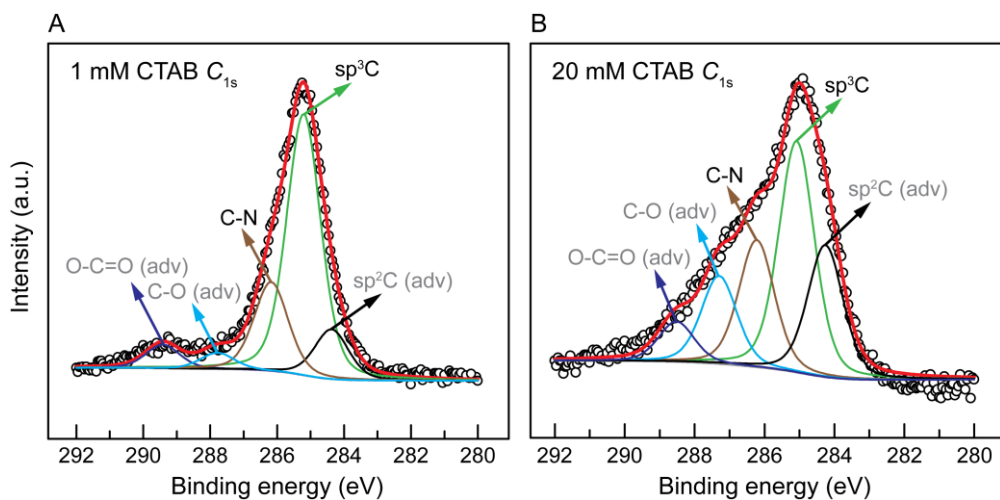 A
1 mM CTAB C1s
sp³C
C-N
O-C=O (adv)
C-O (adv)
sp²C (adv)
Intensity (a.u.)
292 290 288 286 284 282 280
Binding energy (eV)
B
20 mM CTAB C1s
sp³C
C-N
C-O (adv)
sp²C (adv)
O-C=O (adv)
292 290 288 286 284 282 280
Binding energy (eV)